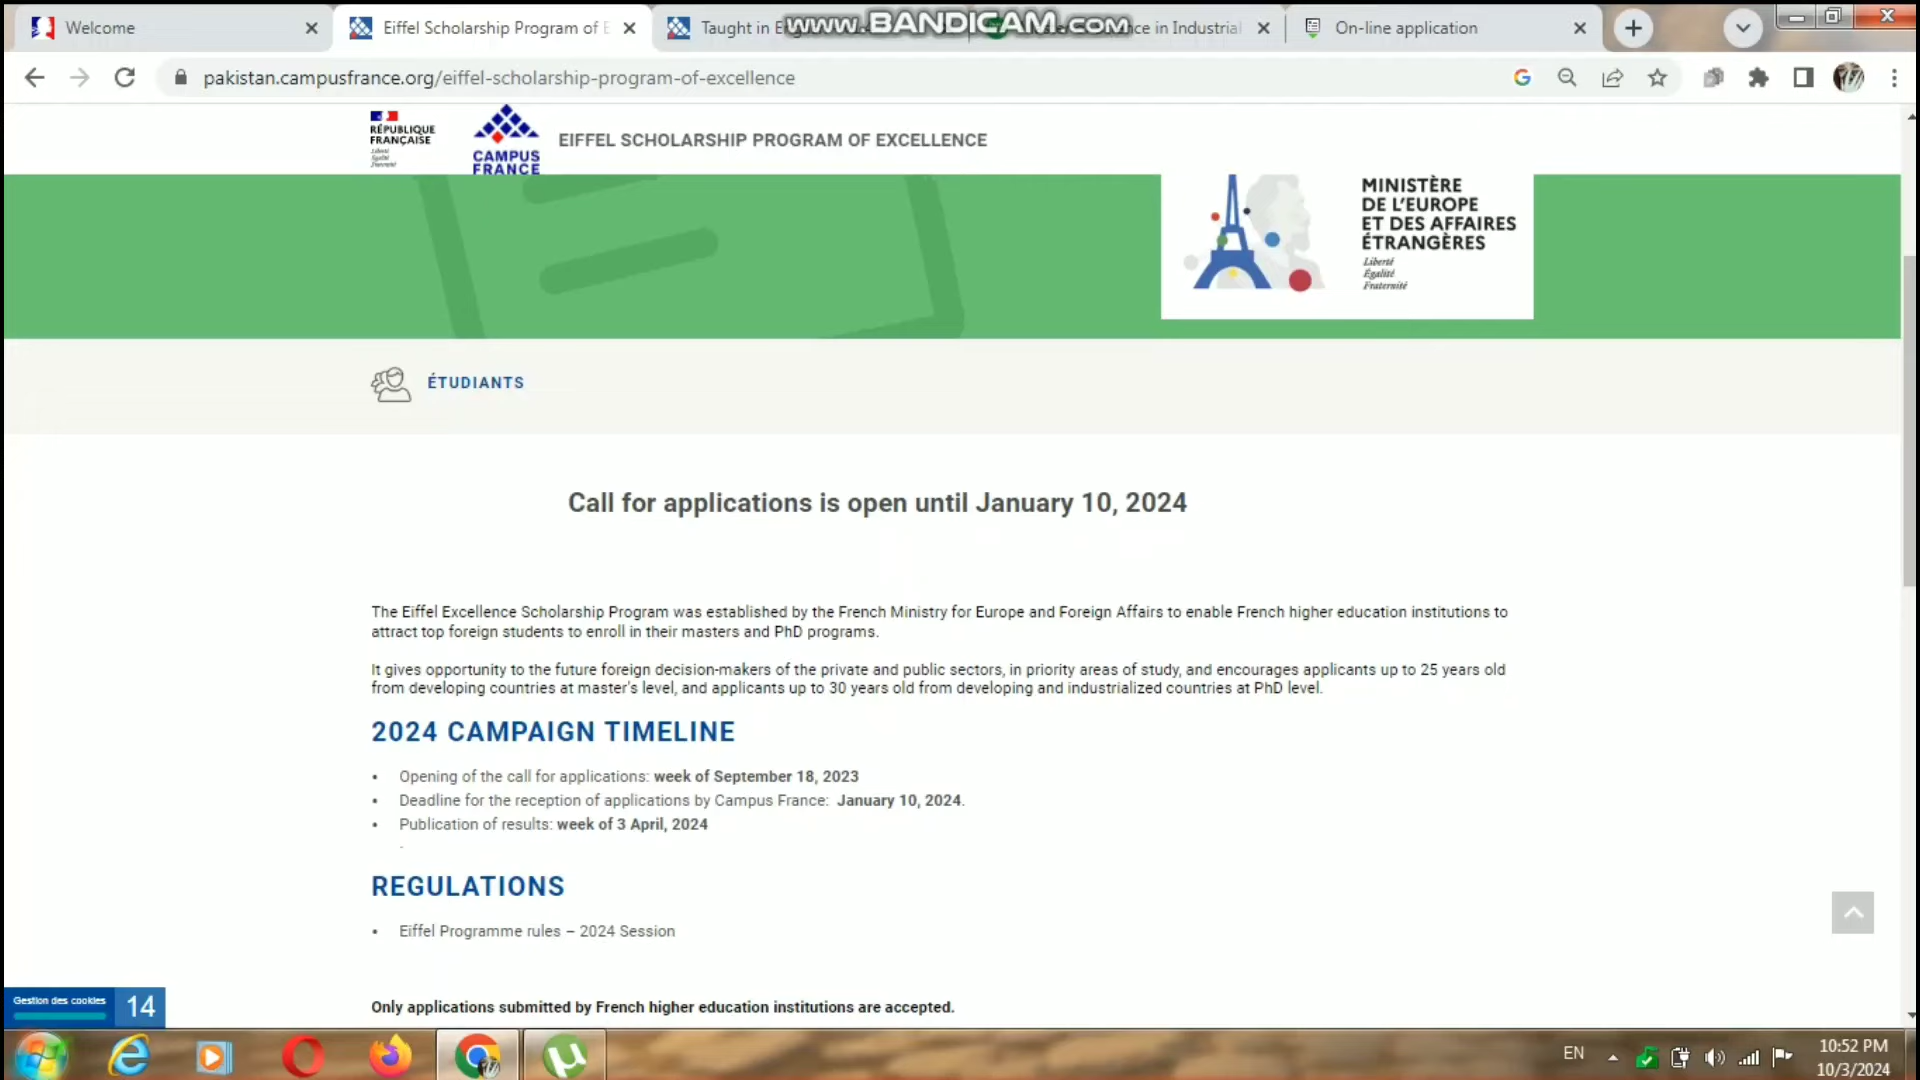 Welcome
Eiffel Scholarship Program of E
Taught in E
www.BANDICAM.com
nce in Industrial
On-line application
pakistan.campusfrance.org/eiffel-scholarship-program-of-excellence
RÉPUBLIQUE
FRANÇAISE
Liberté
Égalité
Fraternité
CAMPUS
FRANCE
EIFFEL SCHOLARSHIP PROGRAM OF EXCELLENCE
MINISTÈRE
DE L'EUROPE
ET DES AFFAIRES
ÉTRANGÈRES
Liberté
Égalité
Fraternité
ÉTUDIANTS
Call for applications is open until January 10, 2024
The Eiffel Excellence Scholarship Program was established by the French Ministry for Europe and Foreign Affairs to enable French higher education institutions to
attract top foreign students to enroll in their masters and PhD programs.
It gives opportunity to the future foreign decision-makers of the private and public sectors, in priority areas of study, and encourages applicants up to 25 years old
from developing countries at master's level, and applicants up to 30 years old from developing and industrialized countries at PhD level.
2024 CAMPAIGN TIMELINE
• Opening of the call for applications: week of September 18, 2023
• Deadline for the reception of applications by Campus France: January 10, 2024.
• Publication of results: week of 3 April, 2024
.
REGULATIONS
• Eiffel Programme rules – 2024 Session
Only applications submitted by French higher education institutions are accepted.
Gestion des cookies
14
EN
10:52 PM
10/3/2024